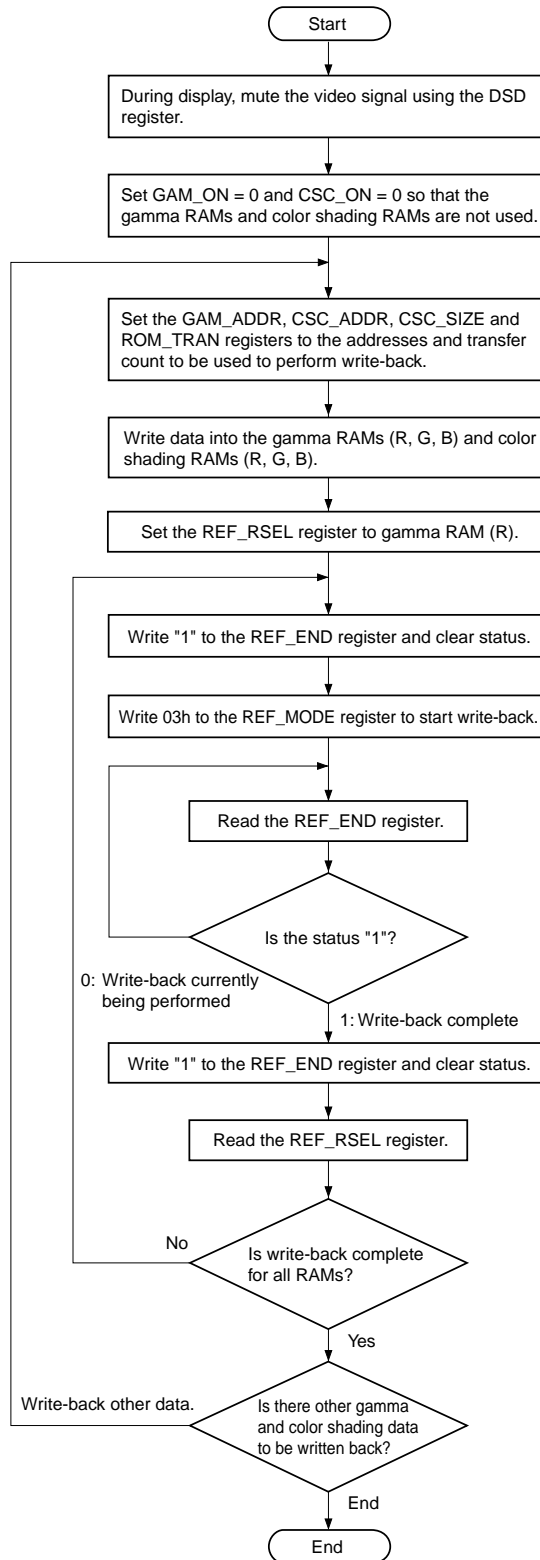 Start
During display, mute the video signal using the DSD
register.
Set GAM_ON = 0 and CSC_ON = 0 so that the
gamma RAMs and color shading RAMs are not used.
Set the GAM_ADDR, CSC_ADDR, CSC_SIZE and
ROM_TRAN registers to the addresses and transfer
count to be used to perform write-back.
Write data into the gamma RAMs (R, G, B) and color
shading RAMs (R, G, B).
Set the REF_RSEL register to gamma RAM (R).
Write "1" to the REF_END register and clear status.
Write 03h to the REF_MODE register to start write-back.
Read the REF_END register.
Is the status "1"?
0: Write-back currently
being performed
1: Write-back complete
Write "1" to the REF_END register and clear status.
Read the REF_RSEL register.
No
Is write-back complete
for all RAMs?
Yes
Write-back other data.
Is there other gamma
and color shading data
to be written back?
End
End